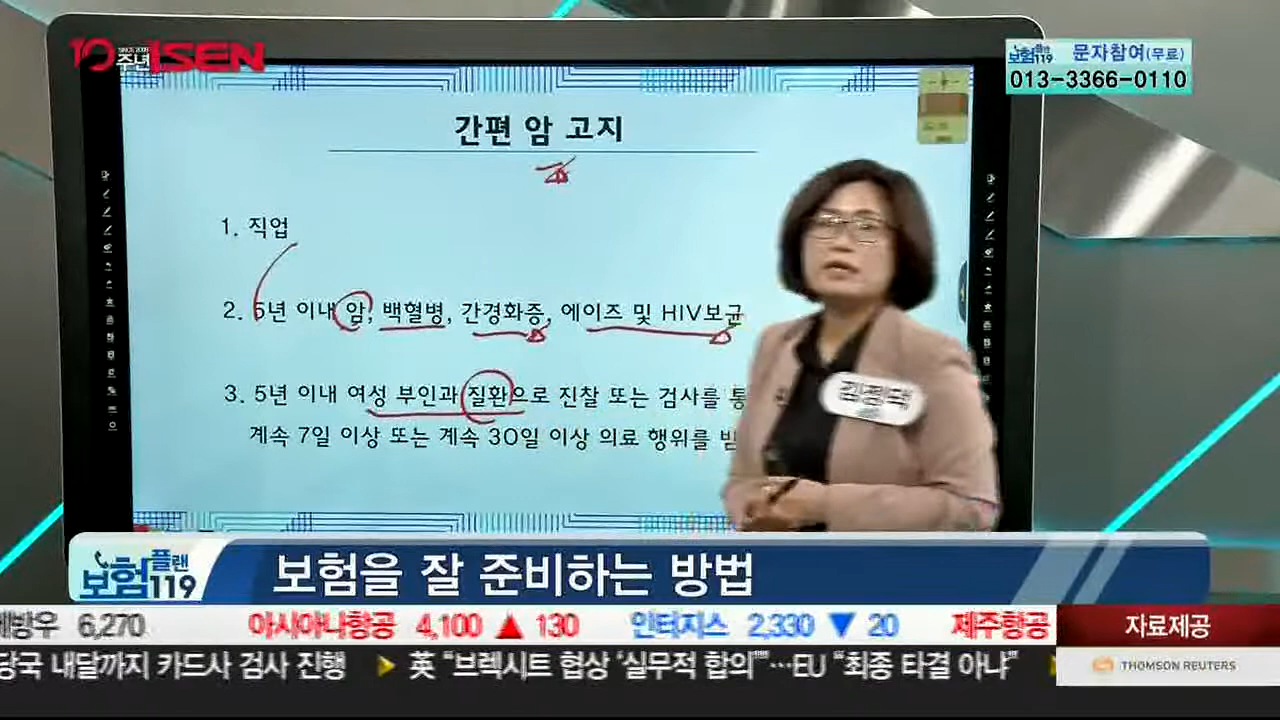 10주년 SINCE 2009 ISEN
보험플랜119 문자참여(무료)
013-3366-0110
간편 암 고지
1. 직업
2. 5년 이내 암, 백혈병, 간경화증, 에이즈 및 HIV보균
3. 5년 이내 여성 부인과 질환으로 진찰 또는 검사를 통
계속 7일 이상 또는 계속 30일 이상 의료 행위를 받
보험플랜119 보험을 잘 준비하는 방법
6,270 아시아나항공 4,100 ▲ 130 인터지스 2,330 ▼ 20 제주항공 자료제공
당국 내달까지 카드사 검사 진행 ▶ 英 “브렉시트 협상 ‘실무적 합의’”…EU “최종 타결 아냐” THOMSON REUTERS